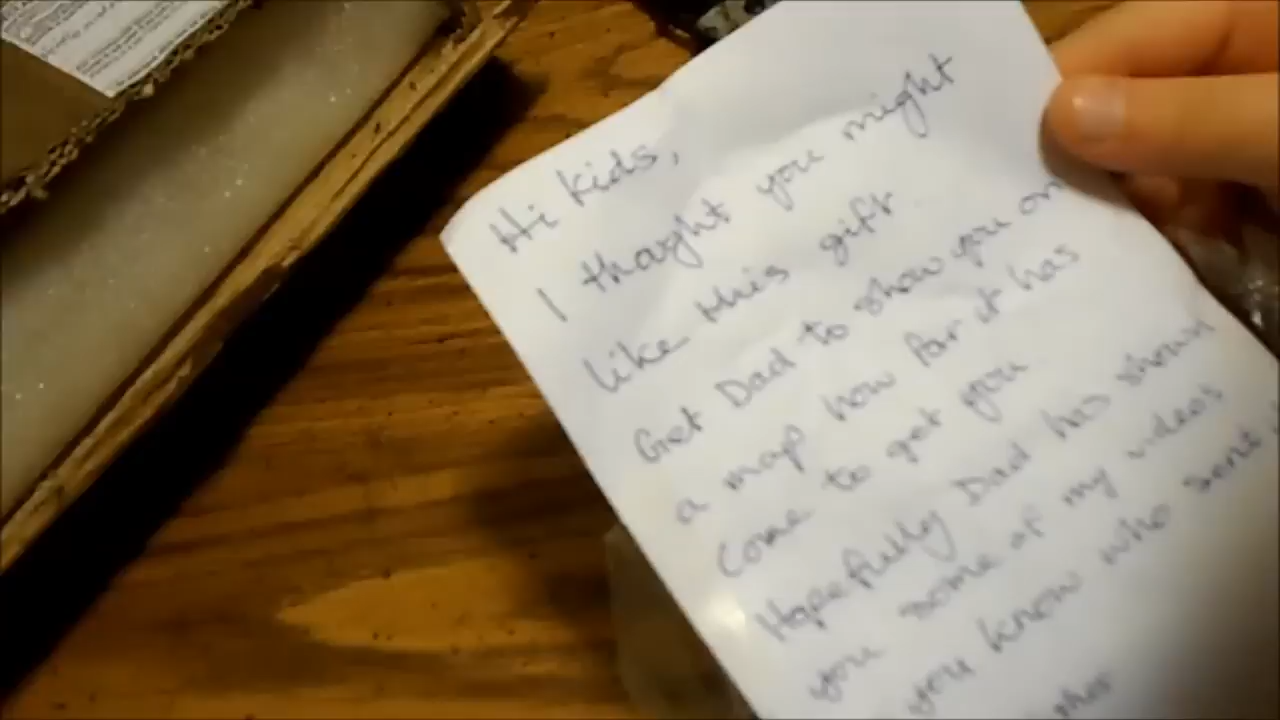 Hi kids,
I thought you might
like this gift
Get Dad to show you on
a map how far it has
come to get you
Hopefully Dad has shown
you some of my videos
you know who sent